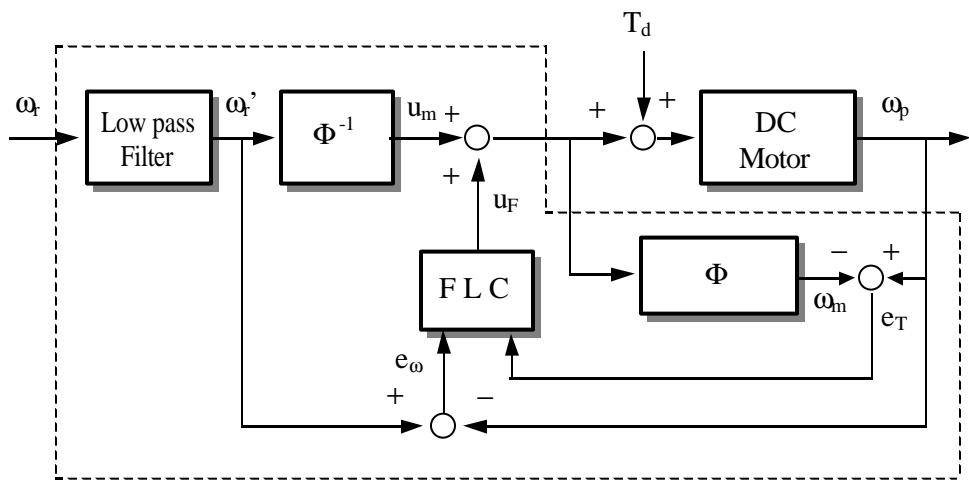 T_d
ω_r
Low pass
Filter
ω_r’
Φ^-1
u_m
+
+
u_F
+
+
DC
Motor
ω_p
F L C
Φ
−
+
ω_m
e_T
e_ω
+
−